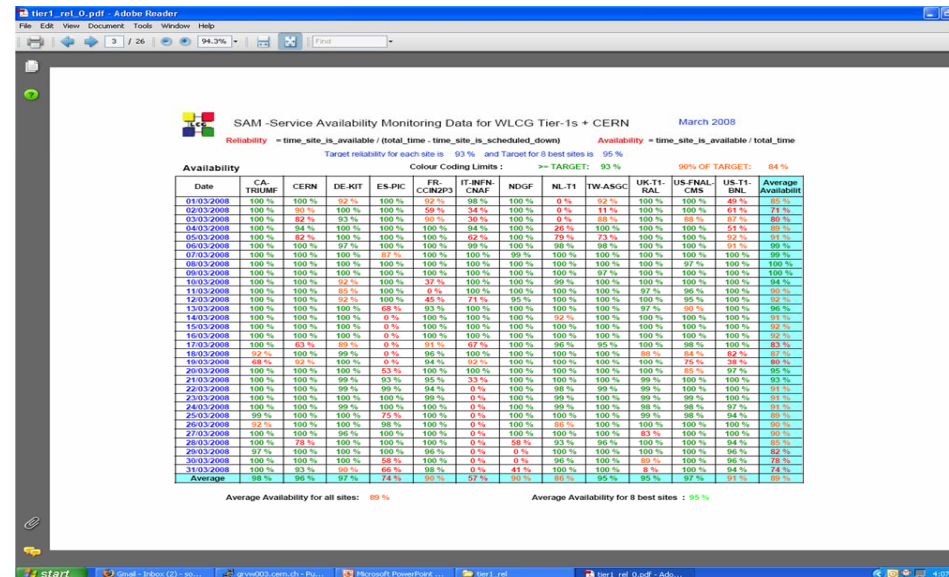 tier1_rel_0.pdf - Adobe Reader
File Edit View Document Tools Window Help
3 / 26 94.3% Find
LCG
SAM -Service Availability Monitoring Data for WLCG Tier-1s + CERN March 2008
Reliability = time_site_is_available / (total_time - time_site_is_scheduled_down) Availability = time_site_is_available / total_time
Target reliability for each site is 93 % and Target for 8 best sites is 95 %
Availability Colour Coding Limits : >= TARGET: 93 % 90% OF TARGET: 84 %
Date CA-TRIUMF CERN DE-KIT ES-PIC FR-CCIN2P3 IT-INFN-CNAF NDGF NL-T1 TW-ASGC UK-T1-RAL US-FNAL-CMS US-T1-BNL Average Availabilit
01/03/2008 100 % 100 % 92 % 100 % 92 % 98 % 100 % 0 % 92 % 100 % 100 % 49 % 85 %
02/03/2008 100 % 90 % 100 % 100 % 59 % 34 % 100 % 0 % 11 % 100 % 100 % 61 % 71 %
03/03/2008 100 % 82 % 93 % 100 % 90 % 30 % 100 % 0 % 88 % 100 % 88 % 87 % 80 %
04/03/2008 100 % 94 % 100 % 100 % 100 % 94 % 100 % 26 % 100 % 100 % 100 % 51 % 89 %
05/03/2008 100 % 82 % 100 % 100 % 100 % 62 % 100 % 79 % 73 % 100 % 100 % 92 % 91 %
06/03/2008 100 % 100 % 97 % 100 % 100 % 99 % 100 % 98 % 98 % 100 % 100 % 91 % 99 %
07/03/2008 100 % 100 % 100 % 87 % 100 % 100 % 99 % 100 % 100 % 100 % 100 % 100 % 99 %
08/03/2008 100 % 100 % 100 % 100 % 100 % 100 % 100 % 100 % 100 % 100 % 97 % 100 % 100 %
09/03/2008 100 % 100 % 100 % 100 % 100 % 100 % 100 % 100 % 97 % 100 % 100 % 100 % 100 %
10/03/2008 100 % 100 % 92 % 100 % 37 % 100 % 100 % 99 % 100 % 100 % 100 % 100 % 94 %
11/03/2008 100 % 100 % 85 % 100 % 0 % 100 % 100 % 100 % 100 % 97 % 96 % 100 % 90 %
12/03/2008 100 % 100 % 92 % 100 % 45 % 71 % 95 % 100 % 100 % 100 % 95 % 100 % 92 %
13/03/2008 100 % 100 % 100 % 68 % 93 % 100 % 100 % 100 % 100 % 97 % 90 % 100 % 96 %
14/03/2008 100 % 100 % 100 % 0 % 100 % 100 % 100 % 92 % 100 % 100 % 100 % 100 % 91 %
15/03/2008 100 % 100 % 100 % 0 % 100 % 100 % 100 % 100 % 100 % 100 % 100 % 100 % 92 %
16/03/2008 100 % 100 % 100 % 0 % 100 % 100 % 100 % 100 % 100 % 100 % 100 % 100 % 92 %
17/03/2008 100 % 63 % 89 % 0 % 91 % 67 % 100 % 96 % 95 % 100 % 98 % 100 % 83 %
18/03/2008 92 % 100 % 99 % 0 % 96 % 100 % 100 % 100 % 100 % 88 % 84 % 82 % 87 %
19/03/2008 68 % 92 % 100 % 0 % 94 % 92 % 100 % 100 % 100 % 100 % 75 % 38 % 80 %
20/03/2008 100 % 100 % 100 % 53 % 100 % 100 % 100 % 100 % 100 % 100 % 85 % 97 % 95 %
21/03/2008 100 % 100 % 99 % 93 % 95 % 33 % 100 % 100 % 100 % 99 % 100 % 100 % 93 %
22/03/2008 100 % 100 % 99 % 99 % 94 % 0 % 100 % 98 % 99 % 99 % 100 % 100 % 91 %
23/03/2008 100 % 100 % 100 % 100 % 99 % 0 % 100 % 99 % 100 % 99 % 99 % 100 % 91 %
24/03/2008 100 % 100 % 99 % 100 % 100 % 0 % 100 % 99 % 100 % 98 % 98 % 97 % 91 %
25/03/2008 99 % 100 % 100 % 75 % 100 % 0 % 100 % 100 % 100 % 99 % 98 % 94 % 89 %
26/03/2008 92 % 100 % 100 % 98 % 100 % 0 % 100 % 86 % 100 % 100 % 100 % 100 % 90 %
27/03/2008 100 % 100 % 96 % 100 % 100 % 0 % 100 % 100 % 100 % 83 % 100 % 100 % 90 %
28/03/2008 100 % 78 % 100 % 100 % 100 % 0 % 58 % 93 % 96 % 100 % 100 % 94 % 85 %
29/03/2008 97 % 100 % 100 % 100 % 96 % 0 % 0 % 100 % 100 % 100 % 100 % 96 % 82 %
30/03/2008 100 % 100 % 100 % 58 % 100 % 0 % 0 % 96 % 100 % 89 % 100 % 96 % 78 %
31/03/2008 100 % 93 % 90 % 66 % 98 % 0 % 41 % 100 % 100 % 8 % 100 % 94 % 74 %
Average 98 % 96 % 97 % 74 % 90 % 57 % 90 % 86 % 95 % 95 % 97 % 91 % 89 %
Average Availability for all sites: 89 % Average Availability for 8 best sites : 95 %
start Gmail - Inbox (2) - so... grvw003.cern.ch - Pu... Microsoft PowerPoint ... tier1_rel tier1_rel_0.pdf - Ado...